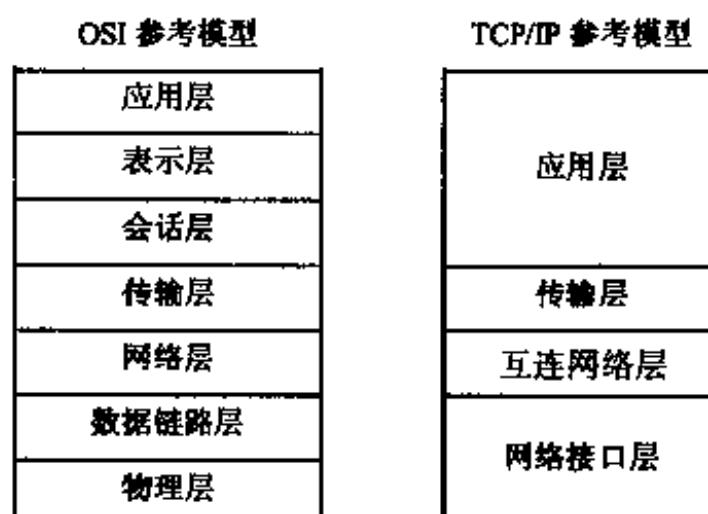 OSI 参考模型
应用层
表示层
会话层
传输层
网络层
数据链路层
物理层
TCP/IP 参考模型
应用层
传输层
互连网络层
网络接口层